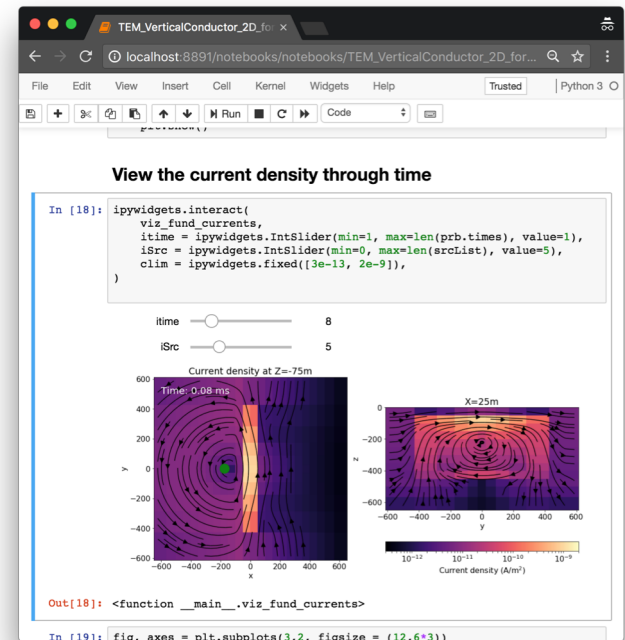 TEM_VerticalConductor_2D_for
localhost:8891/notebooks/notebooks/TEM_VerticalConductor_2D_for...
File Edit View Insert Cell Kernel Widgets Help Trusted Python 3
Run Code
View the current density through time
In [18]: ipywidgets.interact(
viz_fund_currents,
itime = ipywidgets.IntSlider(min=1, max=len(prb.times), value=1),
iSrc = ipywidgets.IntSlider(min=0, max=len(srcList), value=5),
clim = ipywidgets.fixed([3e-13, 2e-9]),
)
itime 8
iSrc 5
Current density at Z=-75m
Time: 0.08 ms
600
400
200
0
−200
−400
−600
y
−600 −400 −200 0 200 400 600
x
X=25m
0
−200
−400
−600
z
−600 −400 −200 0 200 400 600
y
10⁻¹² 10⁻¹¹ 10⁻¹⁰ 10⁻⁹
Current density (A/m²)
Out[18]: <function __main__.viz_fund_currents>
In [19]: fig, axes = plt.subplots(3,2, figsize = (12,6*3))